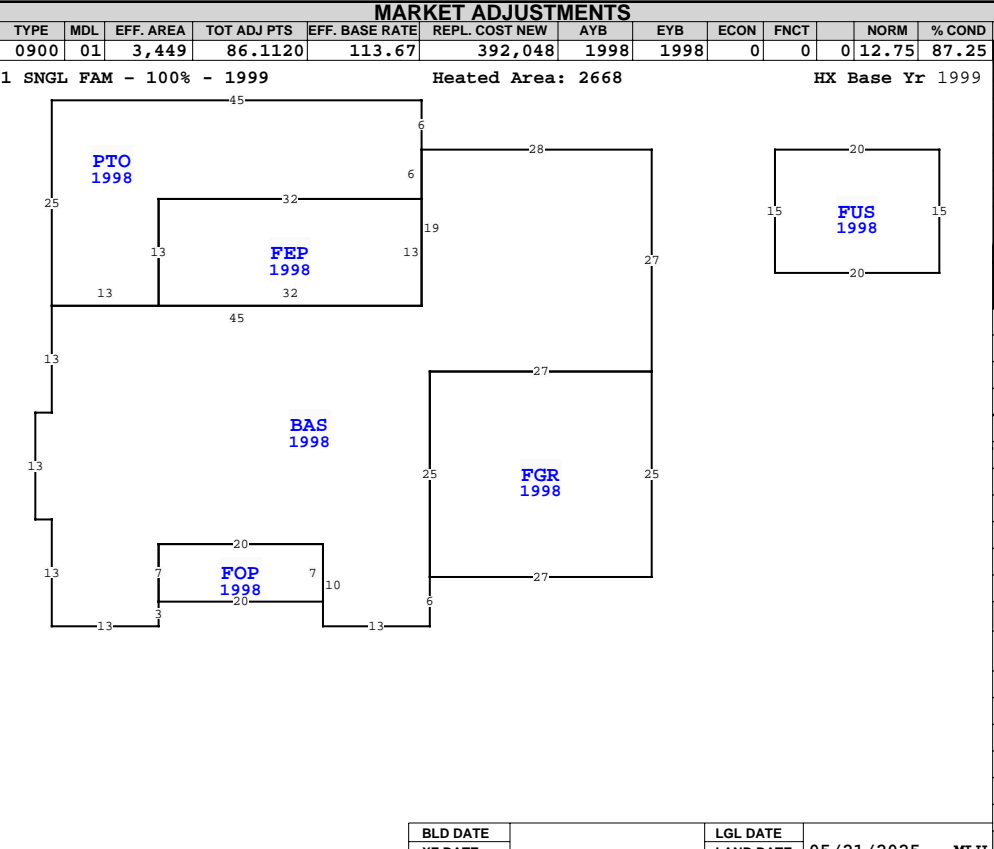 MARKET ADJUSTMENTS
TYPE MDL EFF. AREA TOT ADJ PTS EFF. BASE RATE REPL. COST NEW AYB EYB ECON FNCT NORM % COND
0900 01 3,449 86.1120 113.67 392,048 1998 1998 0 0 0 12.75 87.25
1 SNGL FAM - 100% - 1999 Heated Area: 2668 HX Base Yr 1999
45
6
28 20
PTO
1998
6
32
25
15 FUS 15
1998
19
13 FEP 13
1998
27
20
13 32
45
13
27
BAS
1998
13
25 FGR 25
1998
20
13 7 FOP 7
1998
10
27
20
6
3
13 13
BLD DATE LGL DATE